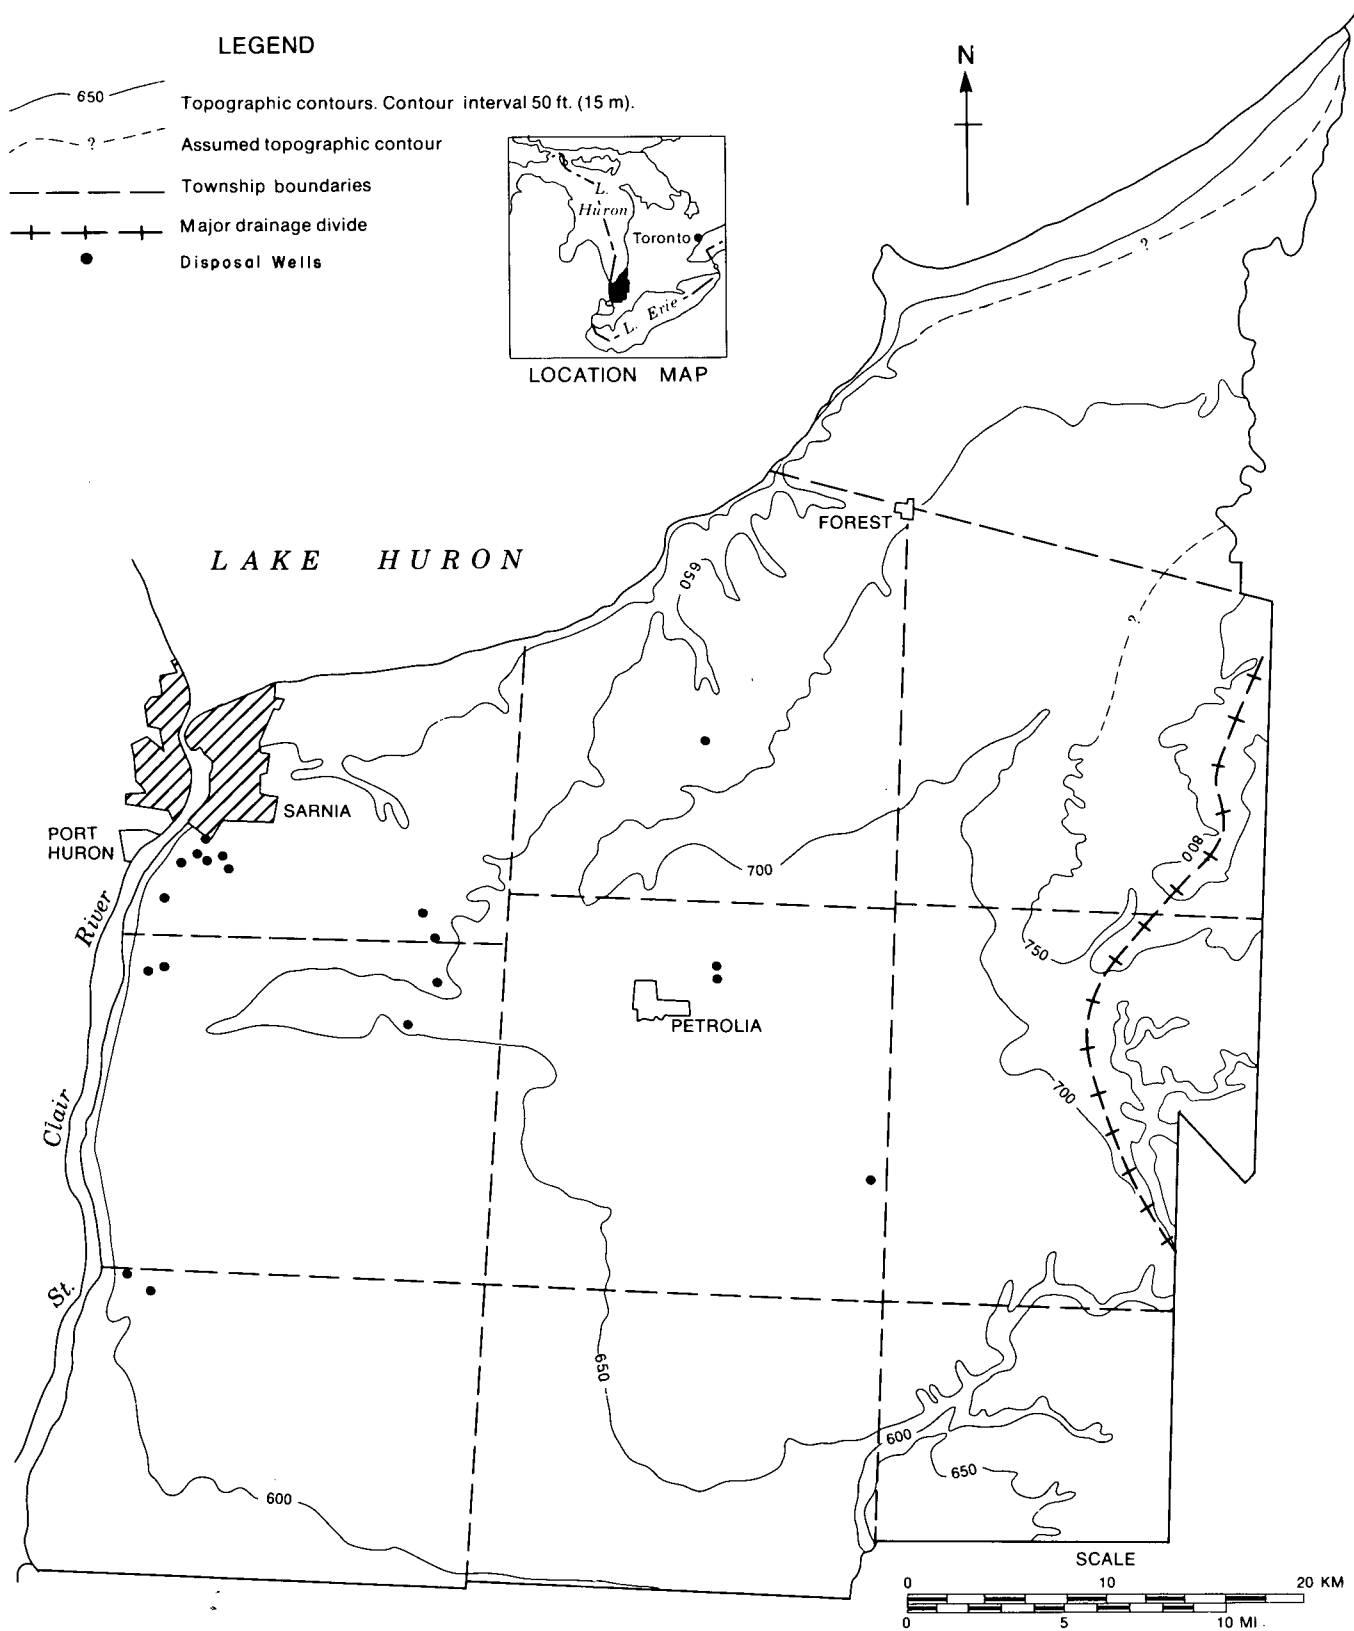 LEGEND
650
Topographic contours. Contour interval 50 ft. (15 m).
?
Assumed topographic contour
Township boundaries
Major drainage divide
Disposal Wells
N
L.
Huron
Toronto
L. Erie
LOCATION MAP
?
FOREST
LAKE HURON
650
?
SARNIA
PORT
HURON
800
700
River
750
PETROLIA
700
Clair
St.
650
600
650
600
SCALE
0 10 20 KM
0 5 10 MI.